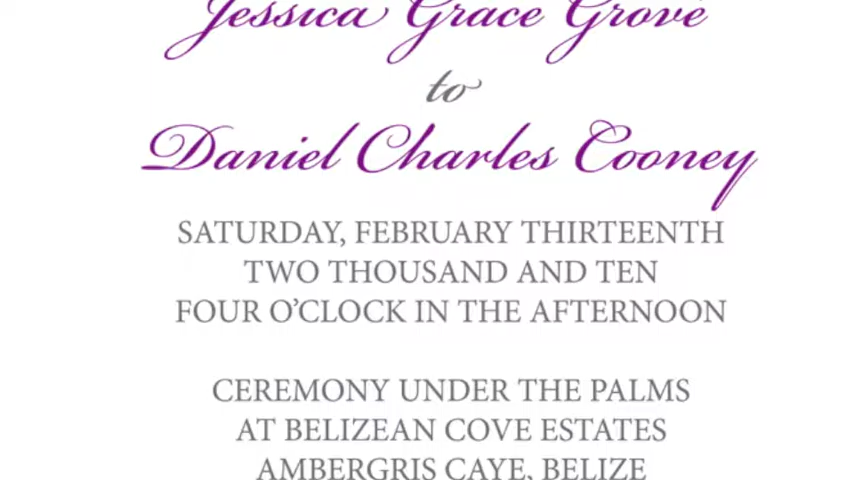 Jessica Grace Grove
to
Daniel Charles Cooney
SATURDAY, FEBRUARY THIRTEENTH
TWO THOUSAND AND TEN
FOUR O’CLOCK IN THE AFTERNOON
CEREMONY UNDER THE PALMS
AT BELIZEAN COVE ESTATES
AMBERGRIS CAYE, BELIZE